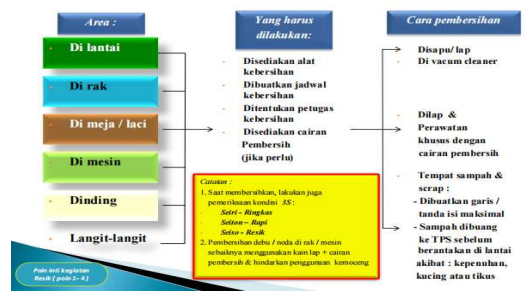 Area :
Di lantai
Di rak
Di meja / laci
Di mesin
Dinding
Langit-langit
Yang harus
dilakukan:
Disediakan alat
kebersihan
Dibuatkan jadwal
kebersihan
Ditentukan petugas
kebersihan
Disediakan cairan
Pembersih
(jika perlu)
Catatan :
1. Saat membersihkan, lakukan juga
pemeriksaan kondisi 3S :
- Seiri - Ringkas
- Seiton – Rapi
- Seiso - Resik
2. Pembersihan debu / noda di rak / mesin
sebaiknya menggunakan kain lap + cairan
pembersih & hindarkan penggunaan kemoceng
Cara pembersihan
Disapu/ lap
Di vacum cleaner
Dilap &
Perawatan
khusus dengan
cairan pembersih
Tempat sampah &
scrap :
- Dibuatkan garis /
tanda isi maksimal
- Sampah dibuang
ke TPS sebelum
berantakan di lantai
akibat : kepenuhan,
kucing atau tikus
Poin inti kegiatan
Resik ( poin 1- 4 )